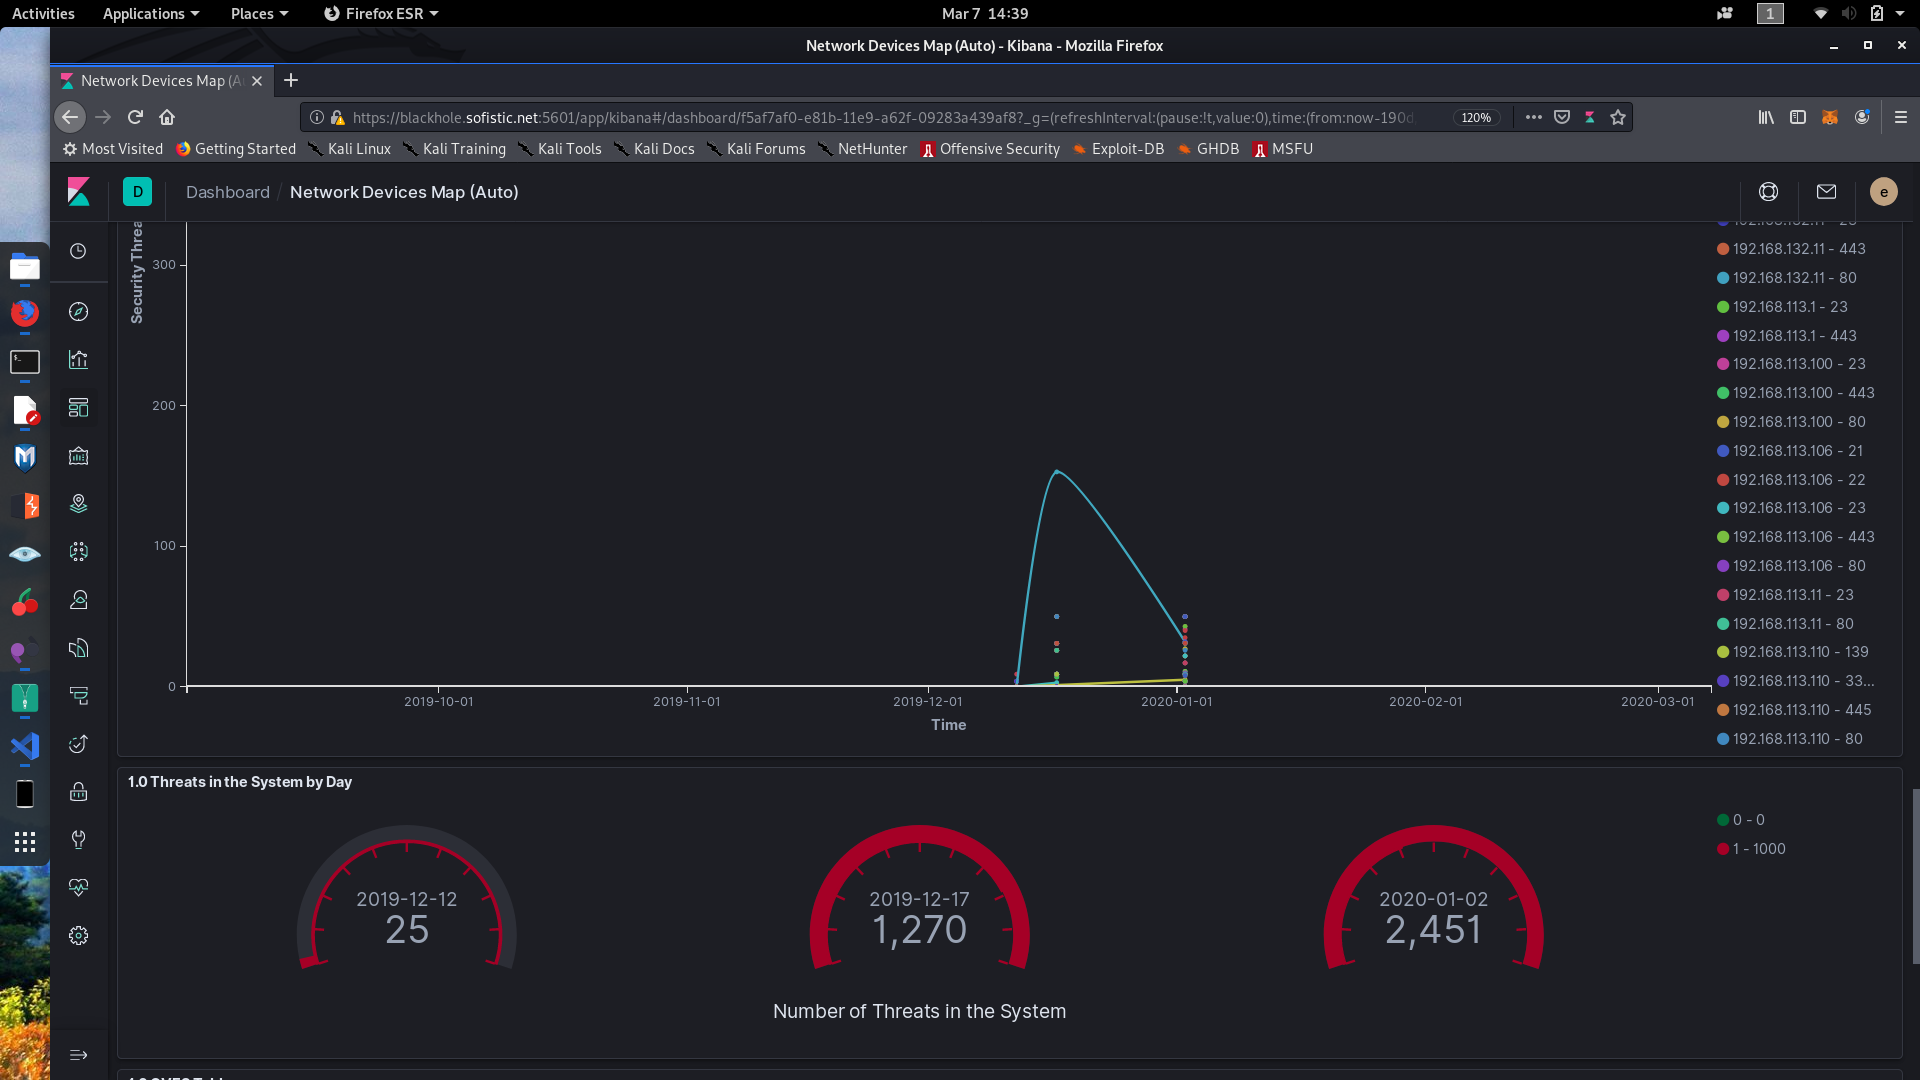 Activities Applications Places Firefox ESR Mar 7 14:39 1
Network Devices Map (Auto) - Kibana - Mozilla Firefox
Network Devices Map (A
https://blackhole.sofistic.net:5601/app/kibana#/dashboard/f5af7af0-e81b-11e9-a62f-09283a439af8?_g=(refreshInterval:(pause:!t,value:0),time:(from:now-190d 120%
Most Visited Getting Started Kali Linux Kali Training Kali Tools Kali Docs Kali Forums NetHunter Offensive Security Exploit-DB GHDB MSFU
D Dashboard / Network Devices Map (Auto) e
Security Threa
300
200
100
0
2019-10-01 2019-11-01 2019-12-01 2020-01-01 2020-02-01 2020-03-01
Time
192.168.132.11 - 443
192.168.132.11 - 80
192.168.113.1 - 23
192.168.113.1 - 443
192.168.113.100 - 23
192.168.113.100 - 443
192.168.113.100 - 80
192.168.113.106 - 21
192.168.113.106 - 22
192.168.113.106 - 23
192.168.113.106 - 443
192.168.113.106 - 80
192.168.113.11 - 23
192.168.113.11 - 80
192.168.113.110 - 139
192.168.113.110 - 33...
192.168.113.110 - 445
192.168.113.110 - 80
1.0 Threats in the System by Day
2019-12-12
25
2019-12-17
1,270
2020-01-02
2,451
0 - 0
1 - 1000
Number of Threats in the System